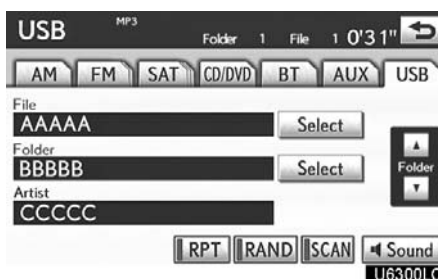 USB MP3 Folder 1 File 1 0'31"
AM FM SAT CD/DVD BT AUX USB
File
AAAAA Select
Folder
BBBBB Select
Folder
Artist
CCCCC
RPT RAND SCAN Sound